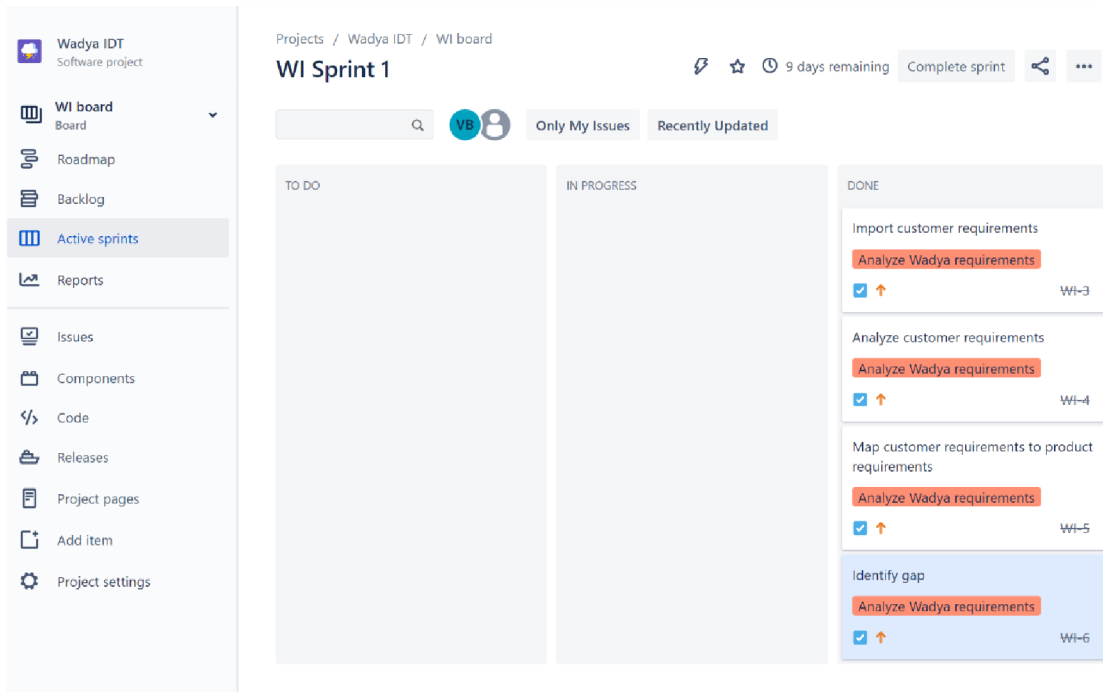 Wadya IDT
Software project
WI board
Board
Roadmap
Backlog
Active sprints
Reports
Issues
Components
Code
Releases
Project pages
Add item
Project settings
Projects / Wadya IDT / WI board
WI Sprint 1
9 days remaining
Complete sprint
VB
Only My Issues
Recently Updated
TO DO
IN PROGRESS
DONE
Import customer requirements
Analyze Wadya requirements
WI-3
Analyze customer requirements
Analyze Wadya requirements
WI-4
Map customer requirements to product
requirements
Analyze Wadya requirements
WI-5
Identify gap
Analyze Wadya requirements
WI-6